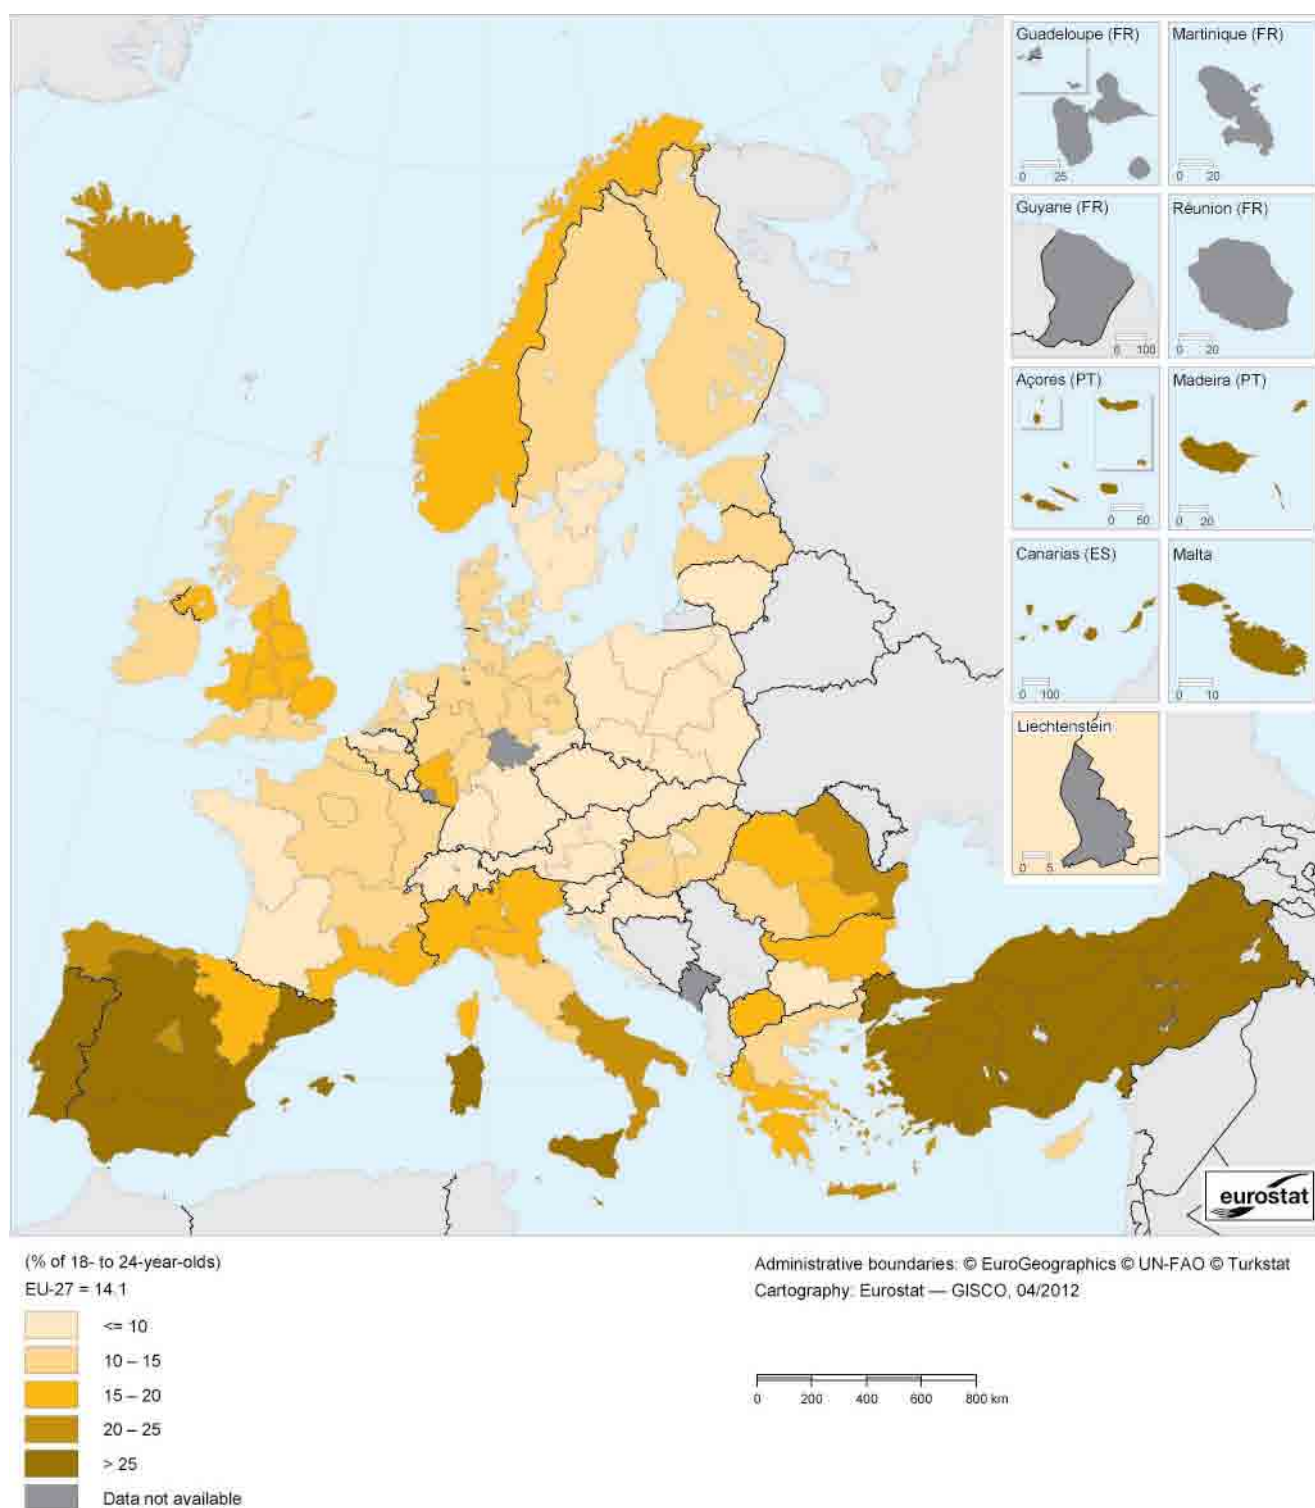 Guadeloupe (FR)
0 25
Martinique (FR)
0 20
Guyane (FR)
0 100
Réunion (FR)
0 20
Açores (PT)
0 50
Madeira (PT)
0 20
Canarias (ES)
0 100
Malta
0 10
Liechtenstein
0 5
eurostat
(% of 18- to 24-year-olds)
EU-27 = 14.1
<= 10
10 – 15
15 – 20
20 – 25
> 25
Data not available
Administrative boundaries: © EuroGeographics © UN-FAO © Turkstat
Cartography: Eurostat — GISCO, 04/2012
0 200 400 600 800 km